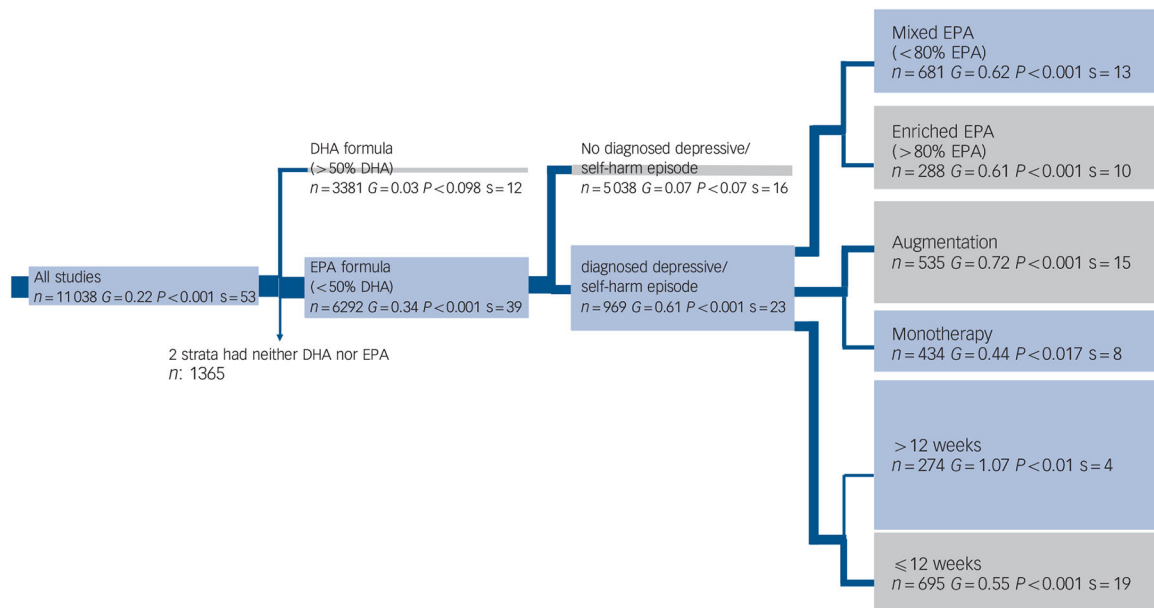 All studies
n=11038 G=0.22 P<0.001 s=53
DHA formula
(>50% DHA)
n=3381 G=0.03 P<0.098 s=12
EPA formula
(<50% DHA)
n=6292 G=0.34 P<0.001 s=39
2 strata had neither DHA nor EPA
n: 1365
No diagnosed depressive/
self-harm episode
n=5038 G=0.07 P<0.07 s=16
diagnosed depressive/
self-harm episode
n=969 G=0.61 P<0.001 s=23
Mixed EPA
(<80% EPA)
n=681 G=0.62 P<0.001 s=13
Enriched EPA
(>80% EPA)
n=288 G=0.61 P<0.001 s=10
Augmentation
n=535 G=0.72 P<0.001 s=15
Monotherapy
n=434 G=0.44 P<0.017 s=8
>12 weeks
n=274 G=1.07 P<0.01 s=4
⩽12 weeks
n=695 G=0.55 P<0.001 s=19